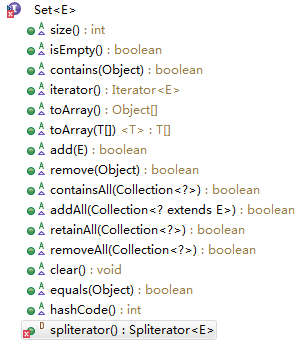 Set<E>
size() : int
isEmpty() : boolean
contains(Object) : boolean
iterator() : Iterator<E>
toArray() : Object[]
toArray(T[]) <T> : T[]
add(E) : boolean
remove(Object) : boolean
containsAll(Collection<?>) : boolean
addAll(Collection<? extends E>) : boolean
retainAll(Collection<?>) : boolean
removeAll(Collection<?>) : boolean
clear() : void
equals(Object) : boolean
hashCode() : int
spliterator() : Spliterator<E>